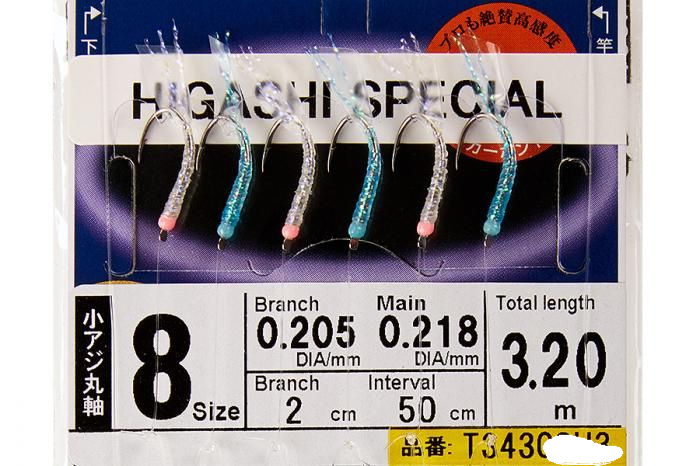 下
竿
プロも絶賛高感度
HIGASHI SPECIAL
小アジ丸軸
8 Size
Branch 0.205 DIA/mm
Main 0.218 DIA/mm
Branch 2 cm
Interval 50 cm
Total length 3.20 m
品番: